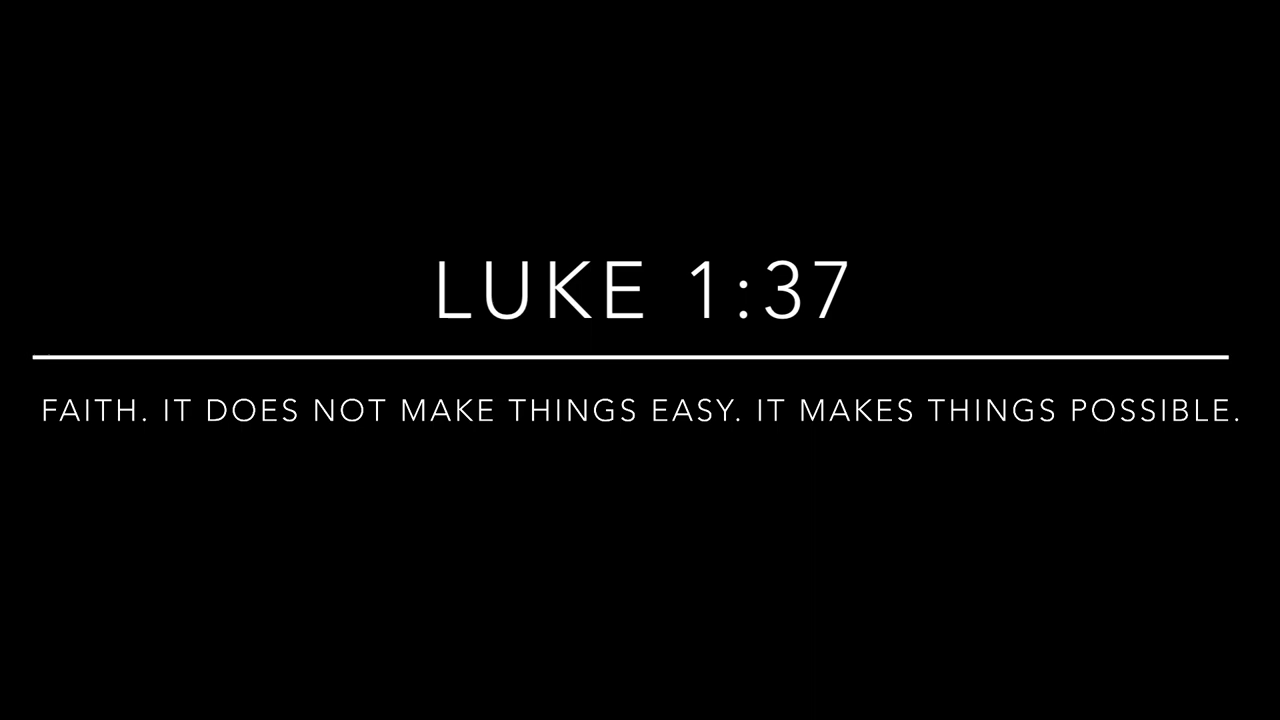 LUKE 1:37
FAITH. IT DOES NOT MAKE THINGS EASY. IT MAKES THINGS POSSIBLE.